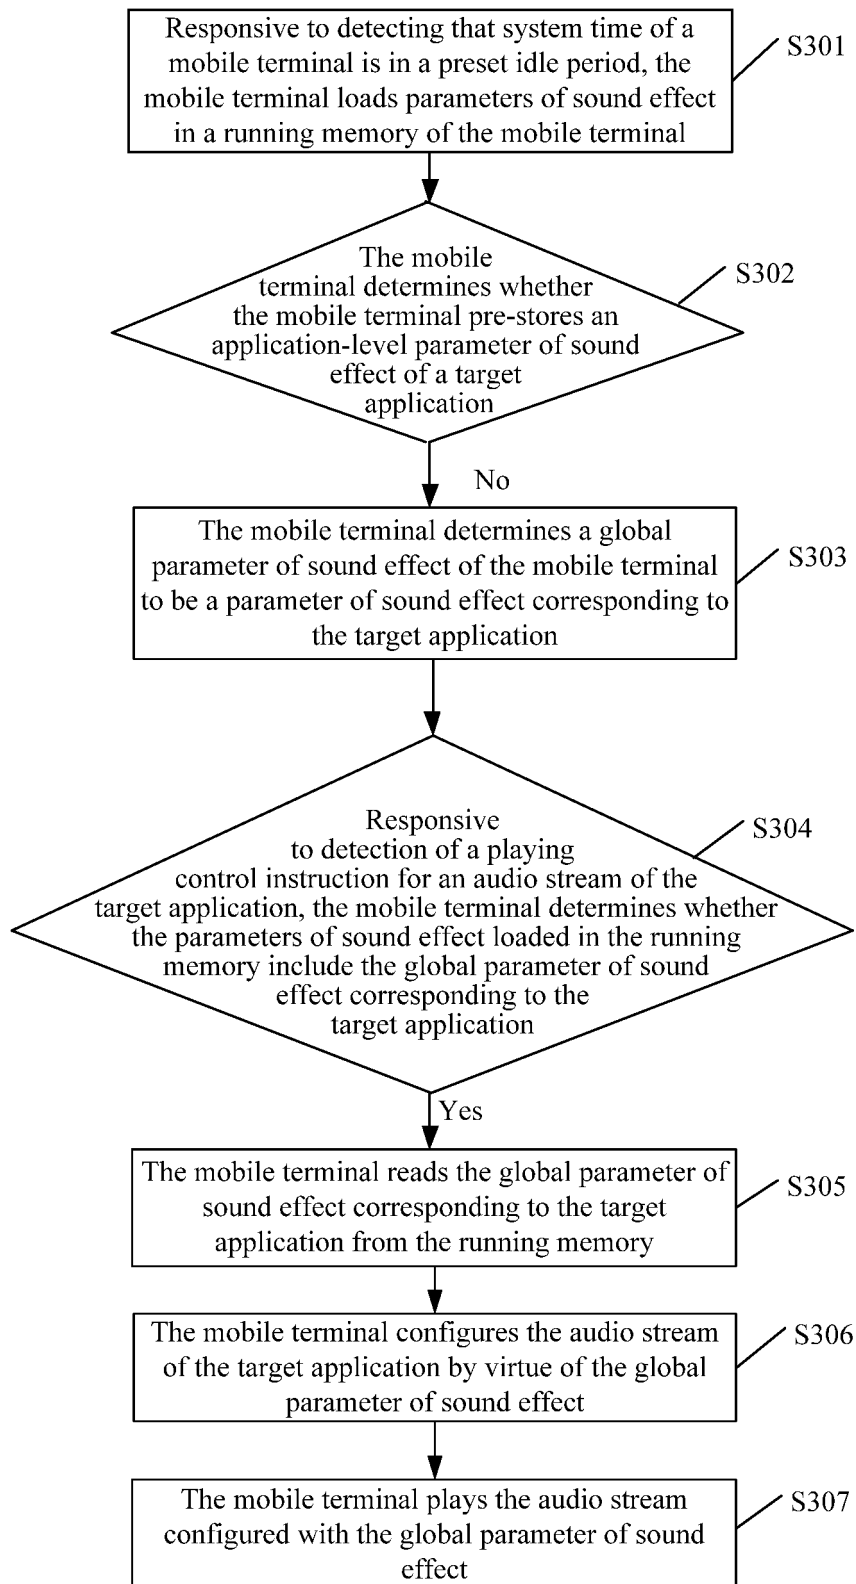 Responsive to detecting that system time of a
mobile terminal is in a preset idle period, the
mobile terminal loads parameters of sound effect
in a running memory of the mobile terminal
S301
The mobile
terminal determines whether
the mobile terminal pre-stores an
application-level parameter of sound
effect of a target
application
S302
No
The mobile terminal determines a global
parameter of sound effect of the mobile terminal
to be a parameter of sound effect corresponding to
the target application
S303
Responsive
to detection of a playing
control instruction for an audio stream of the
target application, the mobile terminal determines whether
the parameters of sound effect loaded in the running
memory include the global parameter of sound
effect corresponding to the
target application
S304
Yes
The mobile terminal reads the global parameter of
sound effect corresponding to the target
application from the running memory
S305
The mobile terminal configures the audio stream
of the target application by virtue of the global
parameter of sound effect
S306
The mobile terminal plays the audio stream
configured with the global parameter of sound
effect
S307